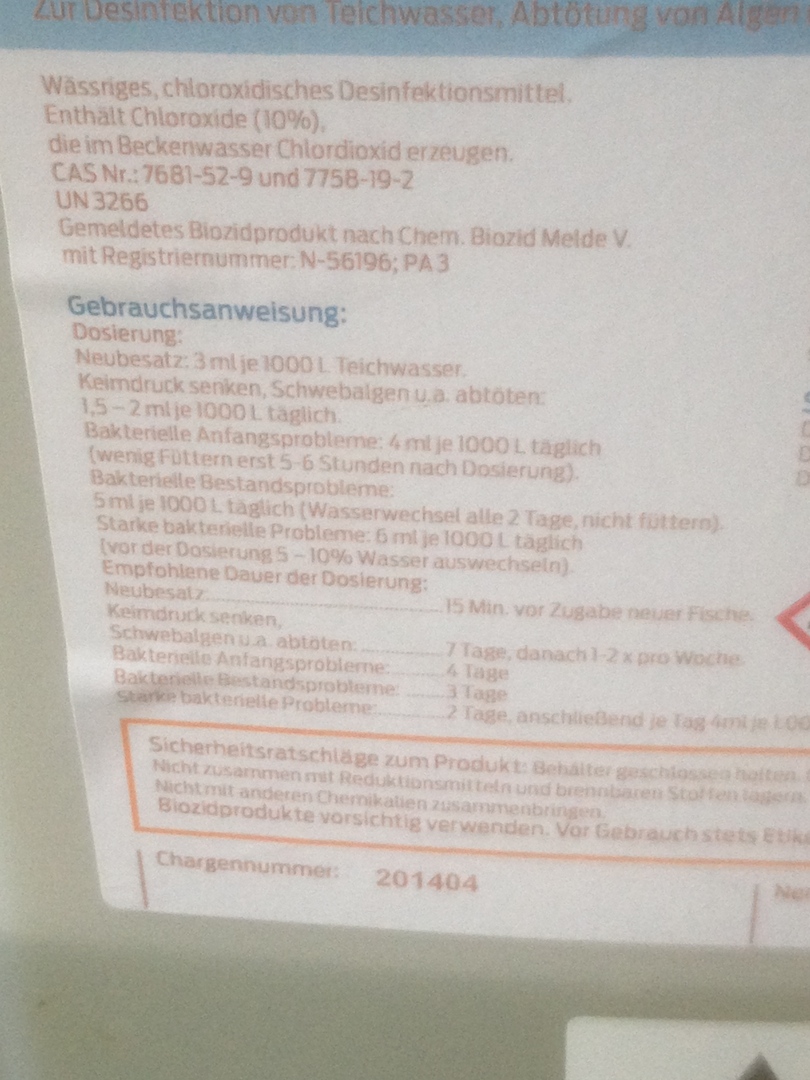 Zur Desinfektion von Teichwasser, Abtötung von Algen
Wässriges, chloroxidisches Desinfektionsmittel.
Enthält Chloroxide (10%),
die im Beckenwasser Chlordioxid erzeugen.
CAS Nr.: 7681-52-9 und 7758-19-2
UN 3266
Gemeldetes Biozidprodukt nach Chem. Biozid Melde V.
mit Registriernummer: N-56196; PA 3
Gebrauchsanweisung:
Dosierung:
Neubesatz: 3 ml je 1000 L Teichwasser.
Keimdruck senken, Schwebalgen u.a. abtöten:
1,5 – 2 ml je 1000 L täglich.
Bakterielle Anfangsprobleme: 4 ml je 1000 L täglich
(wenig Füttern erst 5-6 Stunden nach Dosierung).
Bakterielle Bestandsprobleme:
5 ml je 1000 L täglich (Wasserwechsel alle 2 Tage, nicht füttern).
Starke bakterielle Probleme: 6 ml je 1000 L täglich
(vor der Dosierung 5 – 10% Wasser auswechseln).
Empfohlene Dauer der Dosierung:
Neubesatz: 15 Min. vor Zugabe neuer Fische.
Keimdruck senken,
Schwebalgen u.a. abtöten: 7 Tage, danach 1-2 x pro Woche.
Bakterielle Anfangsprobleme: 4 Tage
Bakterielle Bestandsprobleme: 3 Tage
Starke bakterielle Probleme: 2 Tage, anschließend je Tag 4ml je
Sicherheitsratschläge zum Produkt: Behälter geschlossen halten.
Nicht zusammen mit Reduktionsmitteln und brennbaren Stoffen lagern.
Nicht mit anderen Chemikalien zusammenbringen.
Biozidprodukte vorsichtig verwenden. Vor Gebrauch stets
Chargennummer: 201404